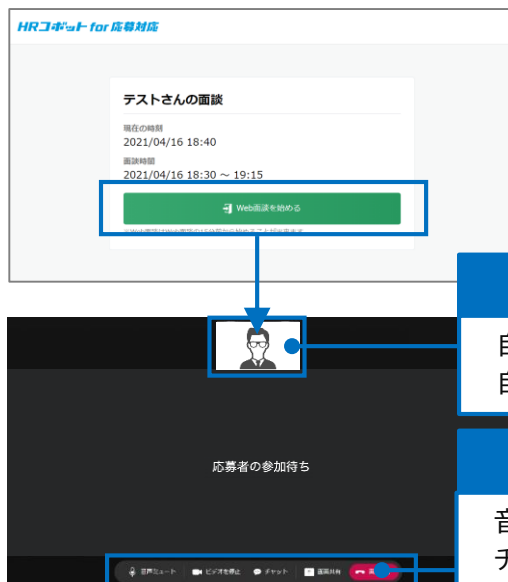 HRコボット for 応募対応
テストさんの面談
現在の時刻
2021/04/16 18:40
面談時間
2021/04/16 18:30 ～ 19:15
Web面談を始める
自
自
応募者の参加待ち
音
チ
音声ミュート ビデオを停止 チャット 画面共有